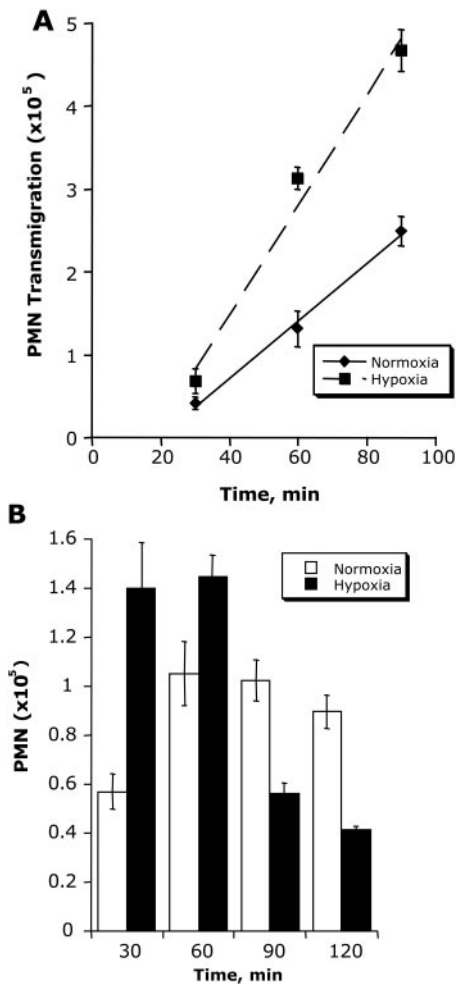 A
PMN Transmigration (x10⁵)
5
4
3
2
1
0
0 20 40 60 80 100
Normoxia
Hypoxia
Time, min
B
PMN (x10⁵)
1.6
1.4
1.2
1
0.8
0.6
0.4
0.2
0
Normoxia
Hypoxia
30 60 90 120
Time, min